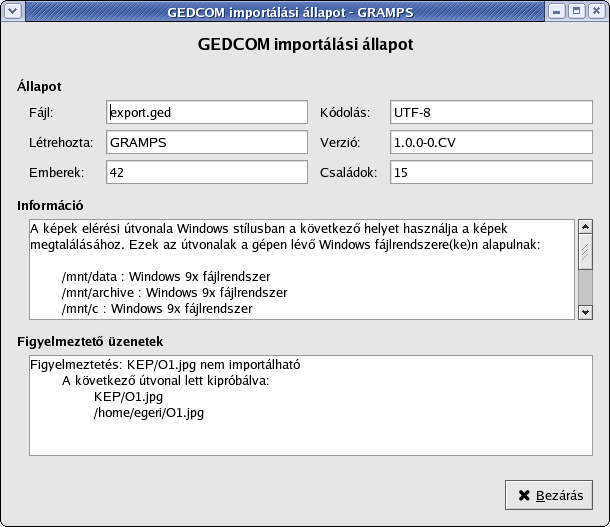 GEDCOM importálási állapot - GRAMPS
GEDCOM importálási állapot
Állapot
Fájl: export.ged Kódolás: UTF-8
Létrehozta: GRAMPS Verzió: 1.0.0-0.CV
Emberek: 42 Családok: 15
Információ
A képek elérési útvonala Windows stílusban a következő helyet használja a képek
megtalálásához. Ezek az útvonalak a gépen lévő Windows fájlrendszere(ke)n alapulnak:
/mnt/data : Windows 9x fájlrendszer
/mnt/archive : Windows 9x fájlrendszer
/mnt/c : Windows 9x fájlrendszer
Figyelmeztető üzenetek
Figyelmeztetés: KEP/O1.jpg nem importálható
A következő útvonal lett kipróbálva:
KEP/O1.jpg
/home/egeri/O1.jpg
Bezárás